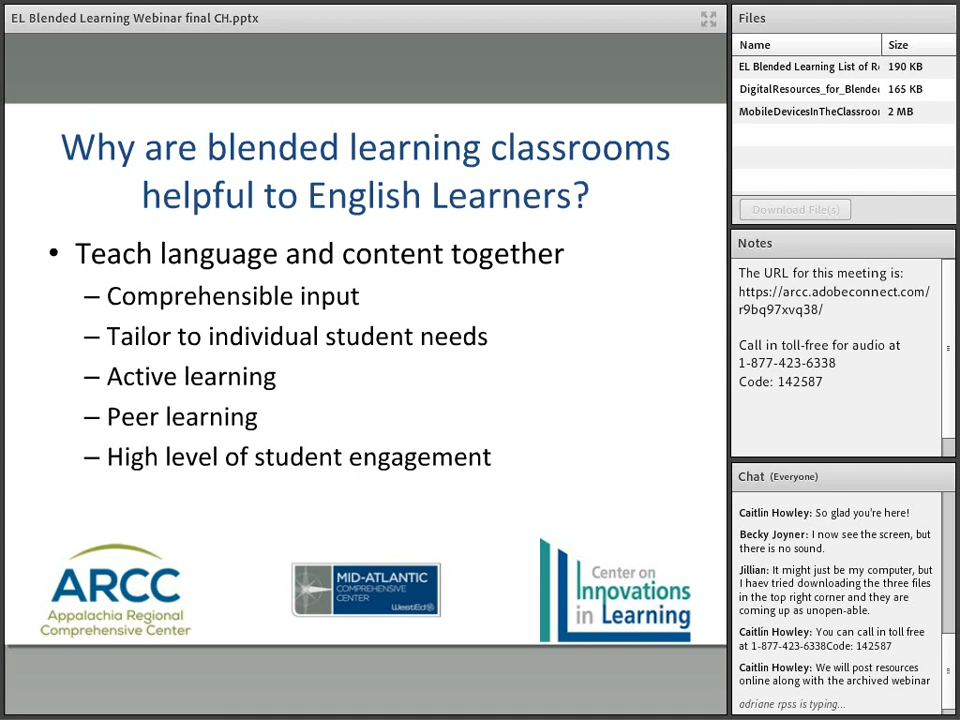 EL Blended Learning Webinar final CH.pptx
Why are blended learning classrooms
helpful to English Learners?
• Teach language and content together
– Comprehensible input
– Tailor to individual student needs
– Active learning
– Peer learning
– High level of student engagement
ARCC
Appalachia Regional
Comprehensive Center
MID-ATLANTIC
COMPREHENSIVE
CENTER
WestEd
Center on
Innovations
in Learning
Files
Name Size
EL Blended Learning List of R 190 KB
DigitalResources_for_Blende 165 KB
MobileDevicesInTheClassroo 2 MB
Download File(s)
Notes
The URL for this meeting is:
https://arcc.adobeconnect.com/
r9bq97xvq38/
Call in toll-free for audio at
1-877-423-6338
Code: 142587
Chat (Everyone)
Caitlin Howley: So glad you're here!
Becky Joyner: I now see the screen, but
there is no sound.
Jillian: It might just be my computer, but
I haev tried downloading the three files
in the top right corner and they are
coming up as unopen-able.
Caitlin Howley: You can call in toll free
at 1-877-423-6338Code: 142587
Caitlin Howley: We will post resources
online along with the archived webinar
adriane rpss is typing...